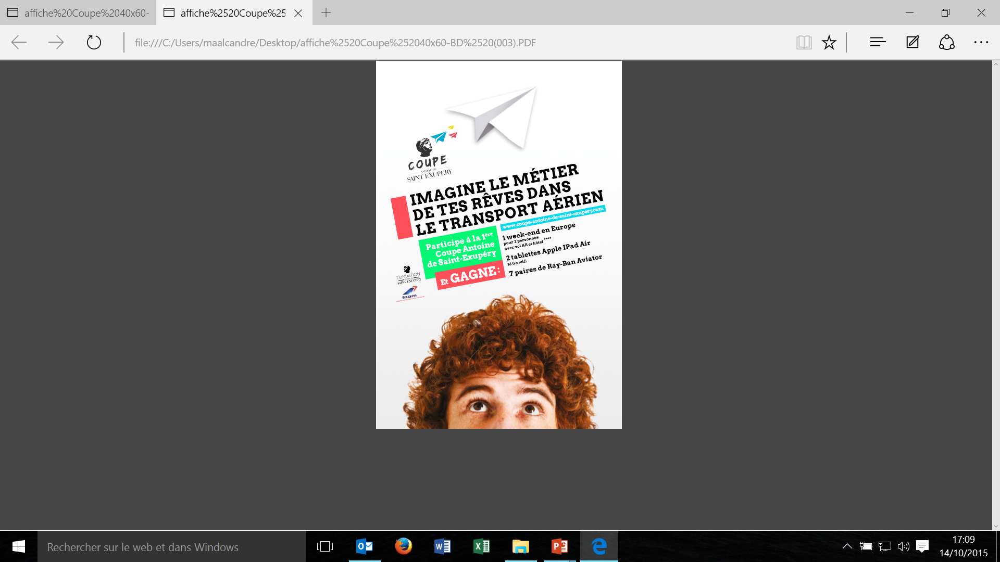 affiche%20Coupe%2040x60-
affiche%2520Coupe%25
file:///C:/Users/maalcandre/Desktop/affiche%2520Coupe%252040x60-BD%2520(003).PDF
COUPE
ANTOINE DE
SAINT EXUPERY
IMAGINE LE MÉTIER
DE TES RÊVES DANS
LE TRANSPORT AÉRIEN
www.coupe-antoine-de-saint-exupery.com
Participe à la 1ère
Coupe Antoine
de Saint-Exupéry
Et GAGNE :
1 week-end en Europe
pour 2 personnes
avec vol AR et hôtel ****
2 tablettes Apple IPad Air
16 Go wifi
7 paires de Ray-Ban Aviator
FONDATION
SAINT EXUPERY
fnam
Rechercher sur le web et dans Windows
17:09
14/10/2015